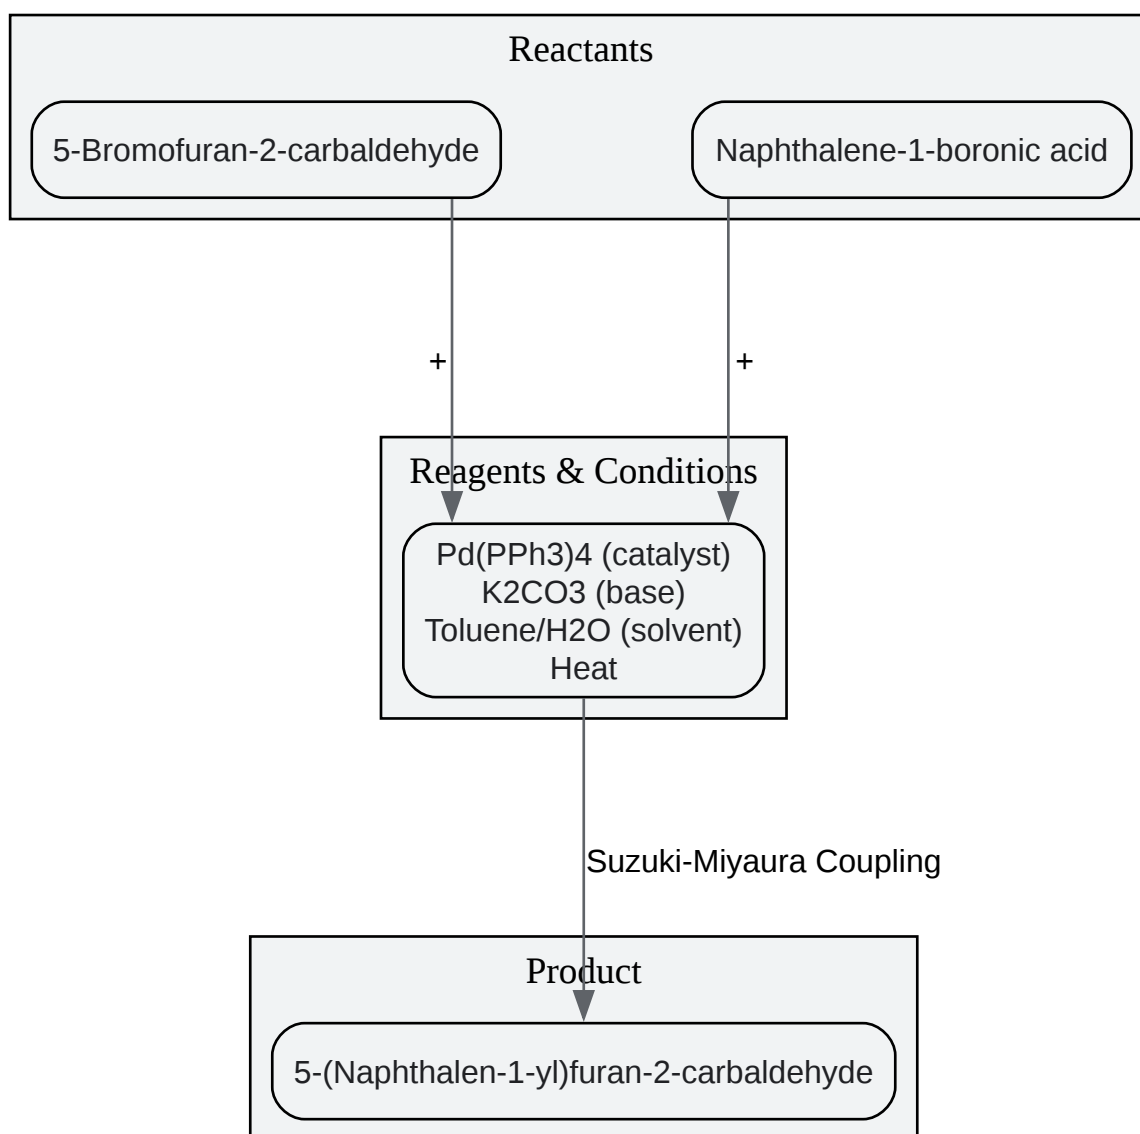 Reactants
5-Bromofuran-2-carbaldehyde
Naphthalene-1-boronic acid
+
+
Reagents & Conditions
Pd(PPh3)4 (catalyst)
K2CO3 (base)
Toluene/H2O (solvent)
Heat
Suzuki-Miyaura Coupling
Product
5-(Naphthalen-1-yl)furan-2-carbaldehyde